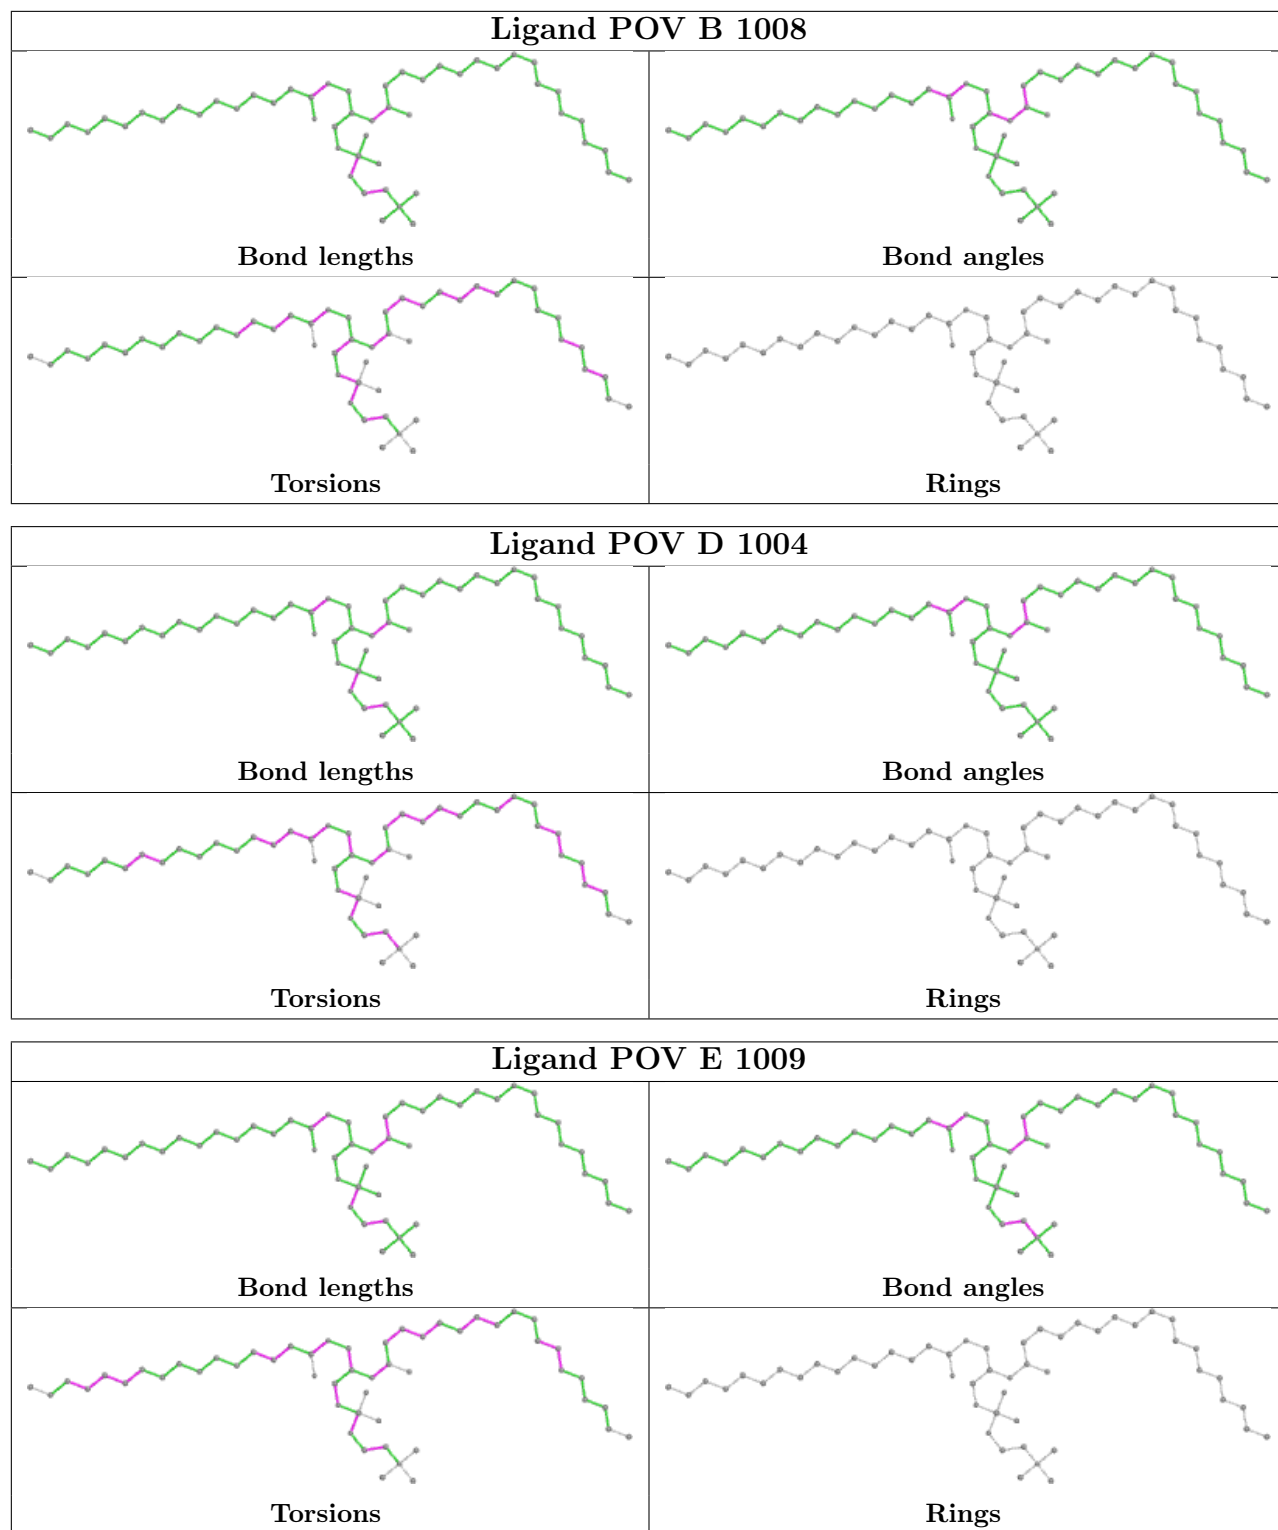 Ligand POV B 1008
Bond lengths
Bond angles
Torsions
Rings
Ligand POV D 1004
Bond lengths
Bond angles
Torsions
Rings
Ligand POV E 1009
Bond lengths
Bond angles
Torsions
Rings